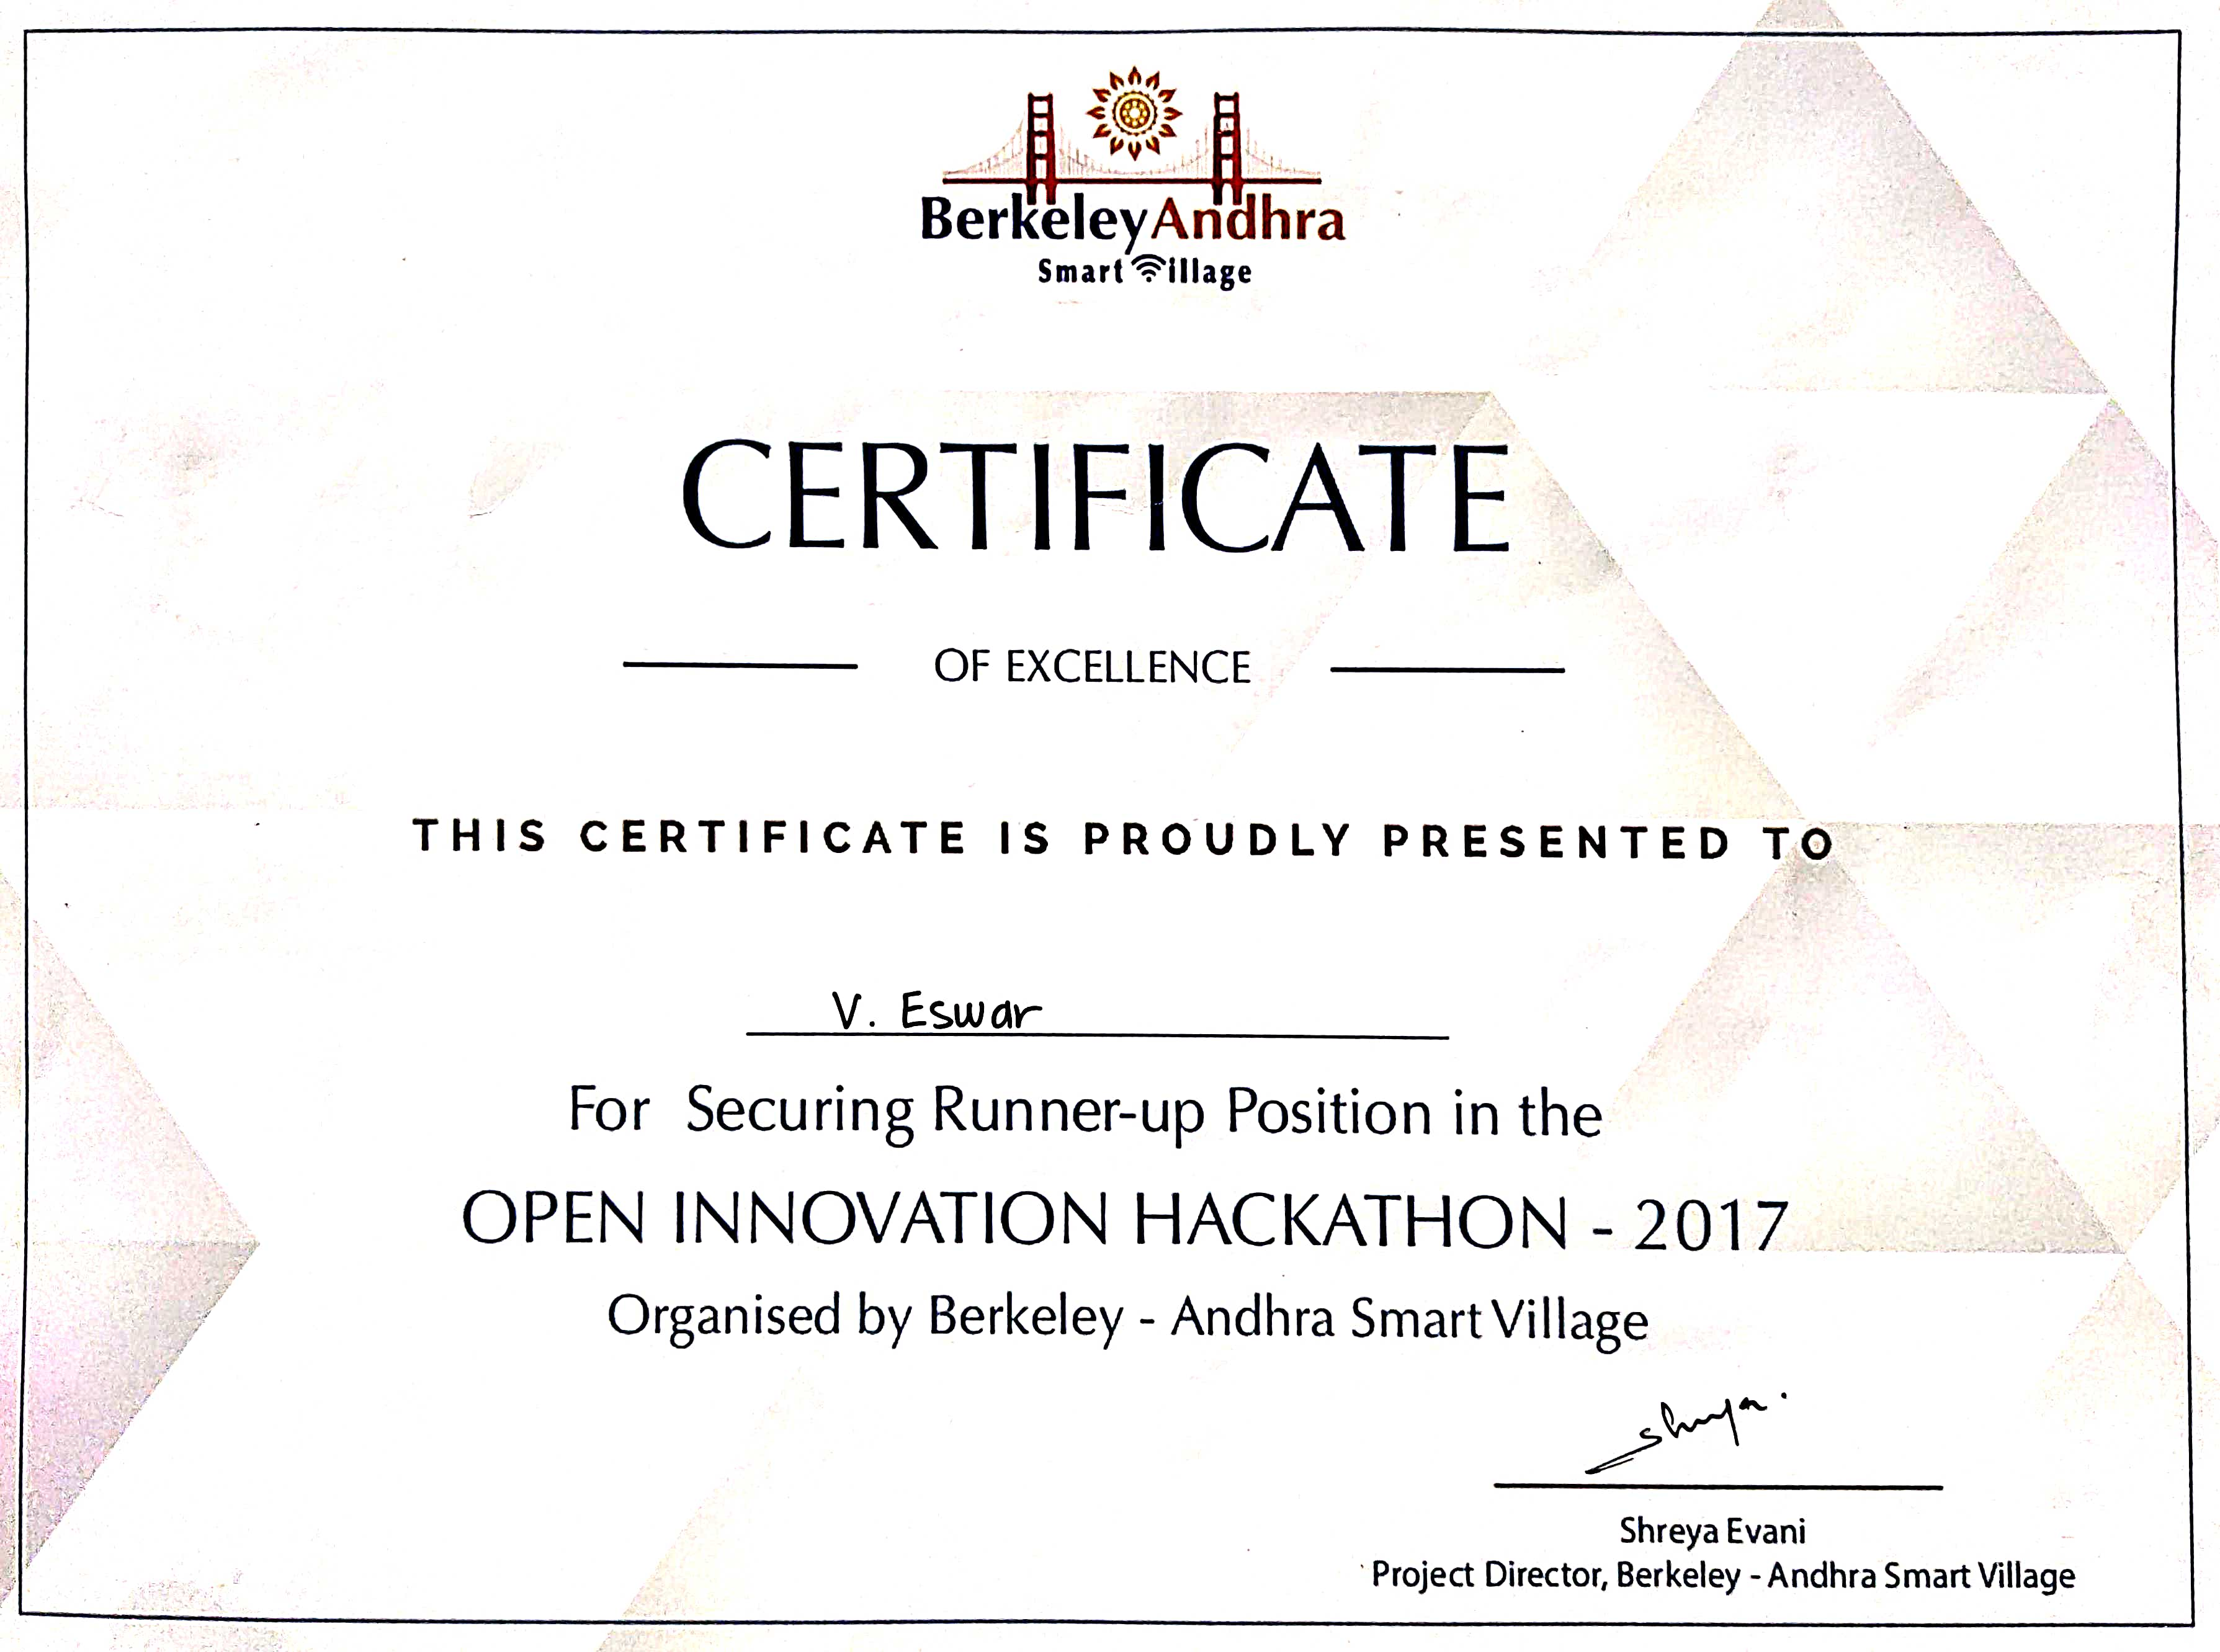 BerkeleyAndhra
Smart Village
CERTIFICATE
OF EXCELLENCE
THIS CERTIFICATE IS PROUDLY PRESENTED TO
V. Eswar
For Securing Runner-up Position in the
OPEN INNOVATION HACKATHON - 2017
Organised by Berkeley - Andhra Smart Village
Shreya
Shreya Evani
Project Director, Berkeley - Andhra Smart Village